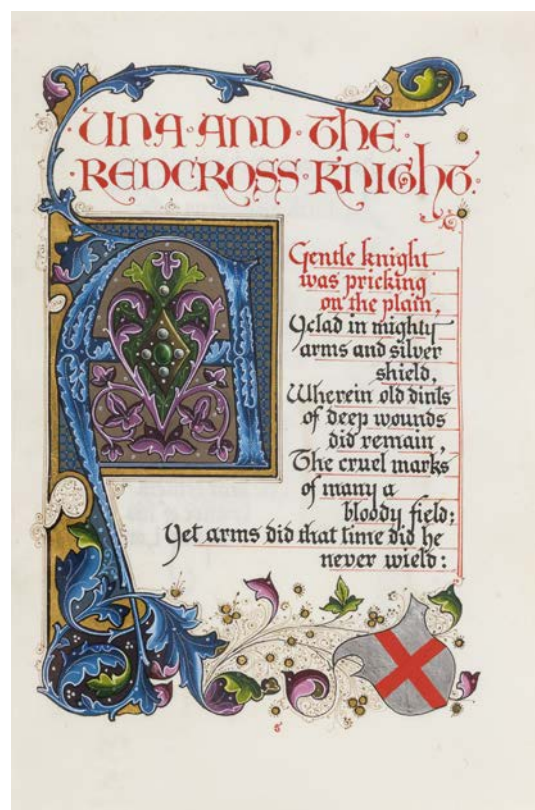 UNA·AND·THE·
·REDCROSS·KNIGHT·
A
Gentle knight
was pricking
on the plain,
Yclad in mighty
arms and silver
shield,
Wherein old dints
of deep wounds
did remain,
The cruel marks
of many a
bloody field;
Yet arms did that time did he
never wield: